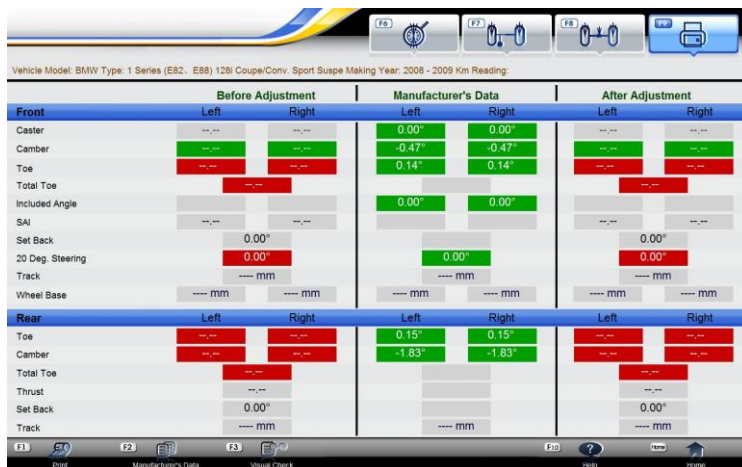 F6 F7 F8 F9
Vehicle Model: BMW Type: 1 Series (E82、E88) 128i Coupe/Conv. Sport Suspe Making Year: 2008 - 2009 Km Reading:
Before Adjustment Manufacturer's Data After Adjustment
Front Left Right Left Right Left Right
Caster --.-- --.-- 0.00° 0.00° --.-- --.--
Camber --.-- --.-- -0.47° -0.47° --.-- --.--
Toe --.-- --.-- 0.14° 0.14° --.-- --.--
Total Toe --.-- --.--
Included Angle 0.00° 0.00°
SAI --.-- --.-- --.-- --.--
Set Back 0.00° 0.00°
20 Deg. Steering 0.00° 0.00° 0.00°
Track ---- mm ---- mm ---- mm
Wheel Base ---- mm ---- mm ---- mm ---- mm ---- mm ---- mm
Rear Left Right Left Right Left Right
Toe --.-- --.-- 0.15° 0.15° --.-- --.--
Camber --.-- --.-- -1.83° -1.83° --.-- --.--
Total Toe --.-- --.--
Thrust --.-- --.--
Set Back 0.00° 0.00°
Track ---- mm ---- mm ---- mm
F1 F2 F3 F10 Home
Print Manufacturer's Data Visual Check Help Home